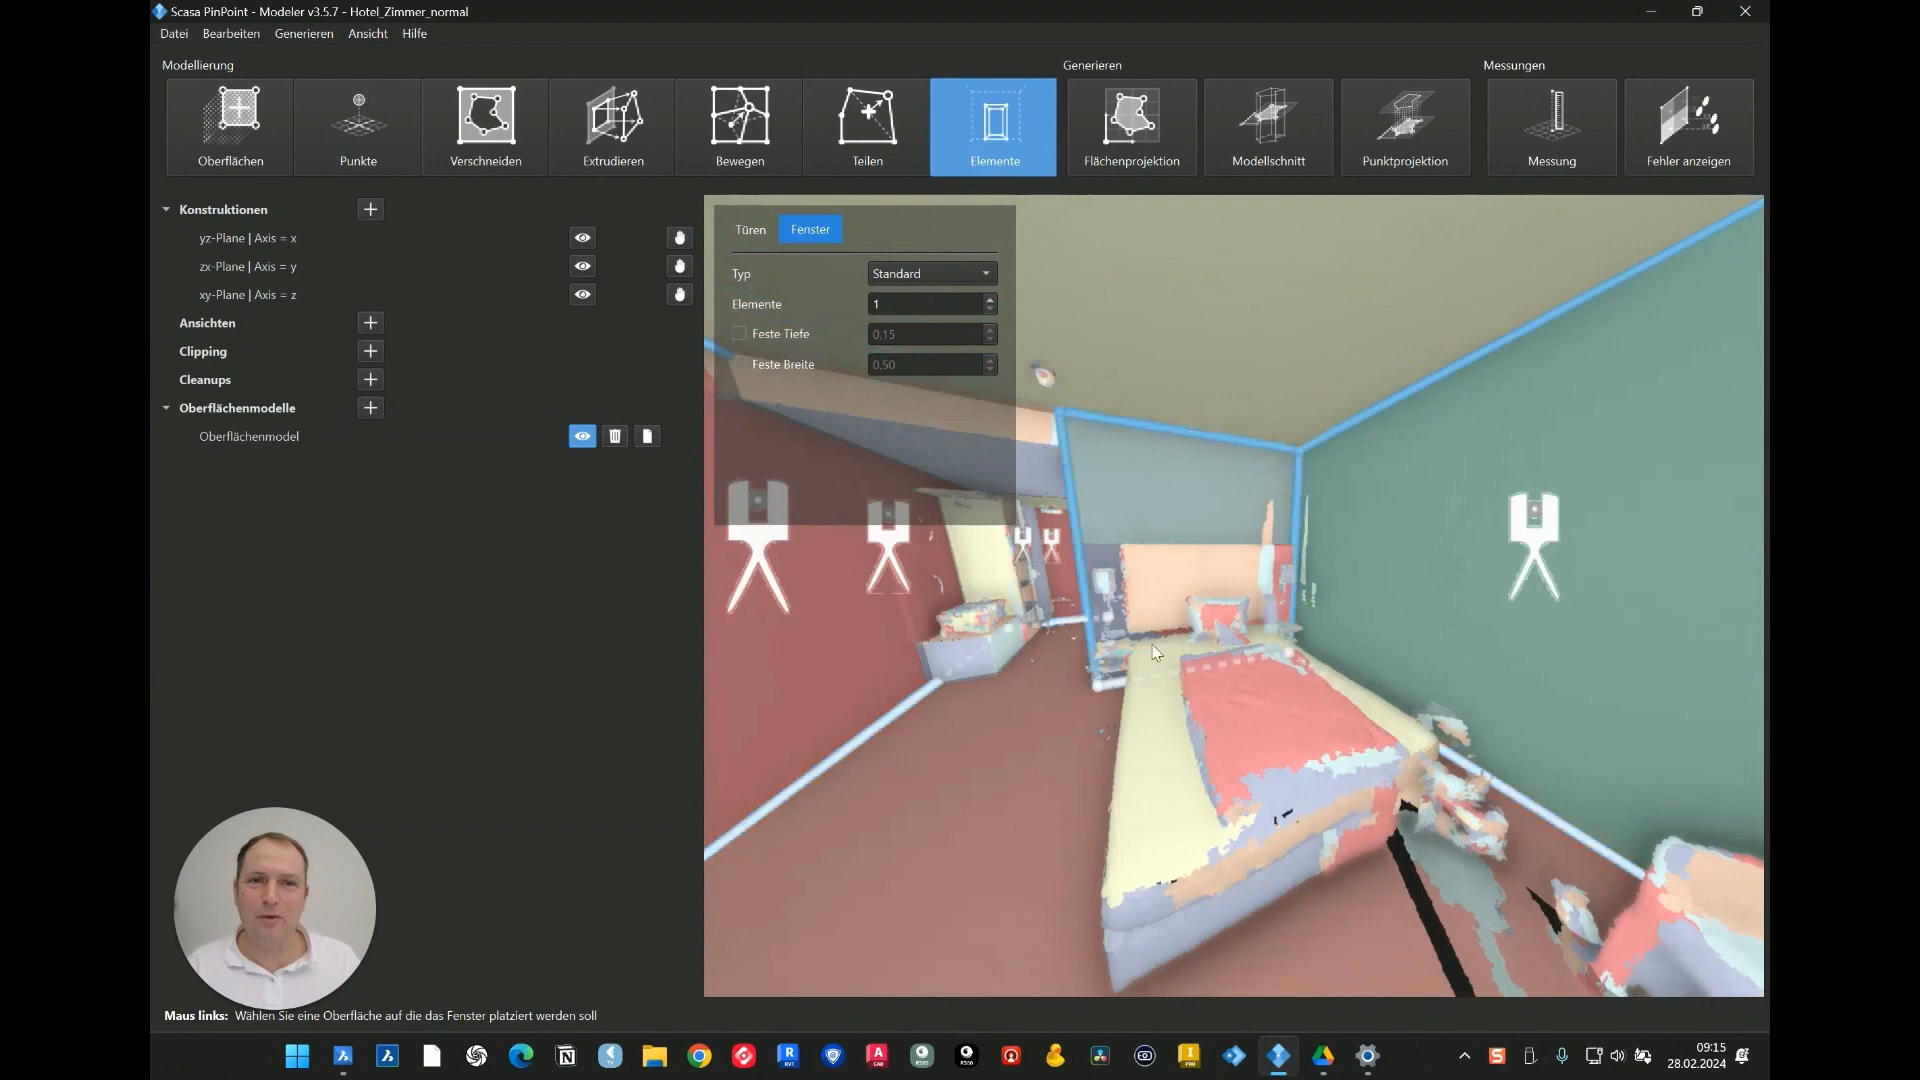 Scasa PinPoint - Modeler v3.5.7 - Hotel_Zimmer_normal
Datei Bearbeiten Generieren Ansicht Hilfe
Modellierung Generieren Messungen
Oberflächen Punkte Verschneiden Extrudieren Bewegen Teilen Elemente Flächenprojektion Modellschnitt Punktprojektion Messung Fehler anzeigen
Konstruktionen
yz-Plane | Axis = x
zx-Plane | Axis = y
xy-Plane | Axis = z
Ansichten
Clipping
Cleanups
Oberflächenmodelle
Oberflächenmodel
Türen Fenster
Typ Standard
Elemente 1
Feste Tiefe 0,15
Feste Breite 0,50
Maus links: Wählen Sie eine Oberfläche auf die das Fenster platziert werden soll
09:15
28.02.2024